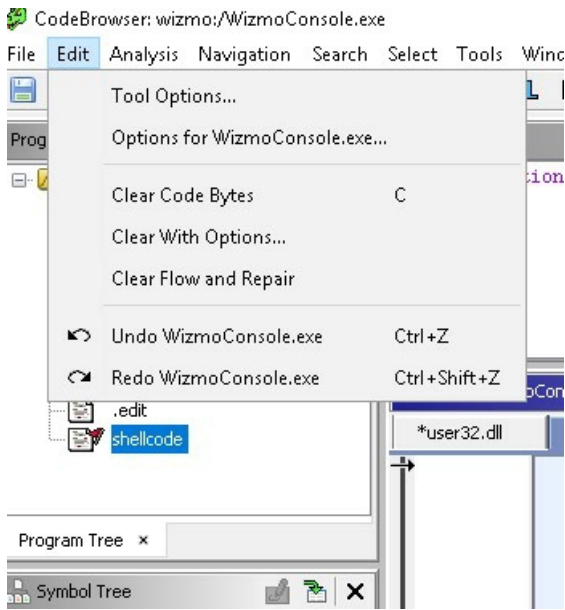 CodeBrowser: wizmo:/WizmoConsole.exe
File Edit Analysis Navigation Search Select Tools
Tool Options...
Options for WizmoConsole.exe...
Clear Code Bytes C
Clear With Options...
Clear Flow and Repair
Undo WizmoConsole.exe Ctrl+Z
Redo WizmoConsole.exe Ctrl+Shift+Z
.edit
shellcode
*user32.dll
Program Tree ×
Symbol Tree